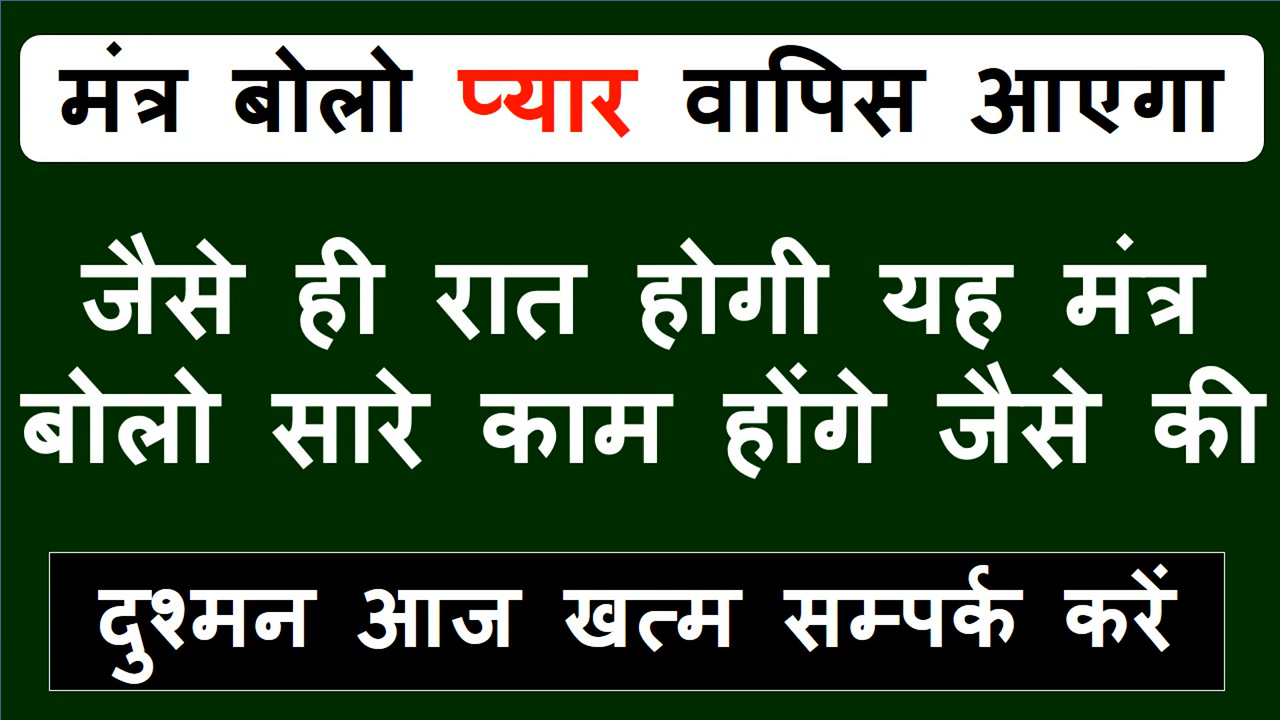 मंत्र बोलो प्यार वापिस आएगा
जैसे ही रात होगी यह मंत्र
बोलो सारे काम होंगे जैसे की
दुश्मन आज खत्म सम्पर्क करें